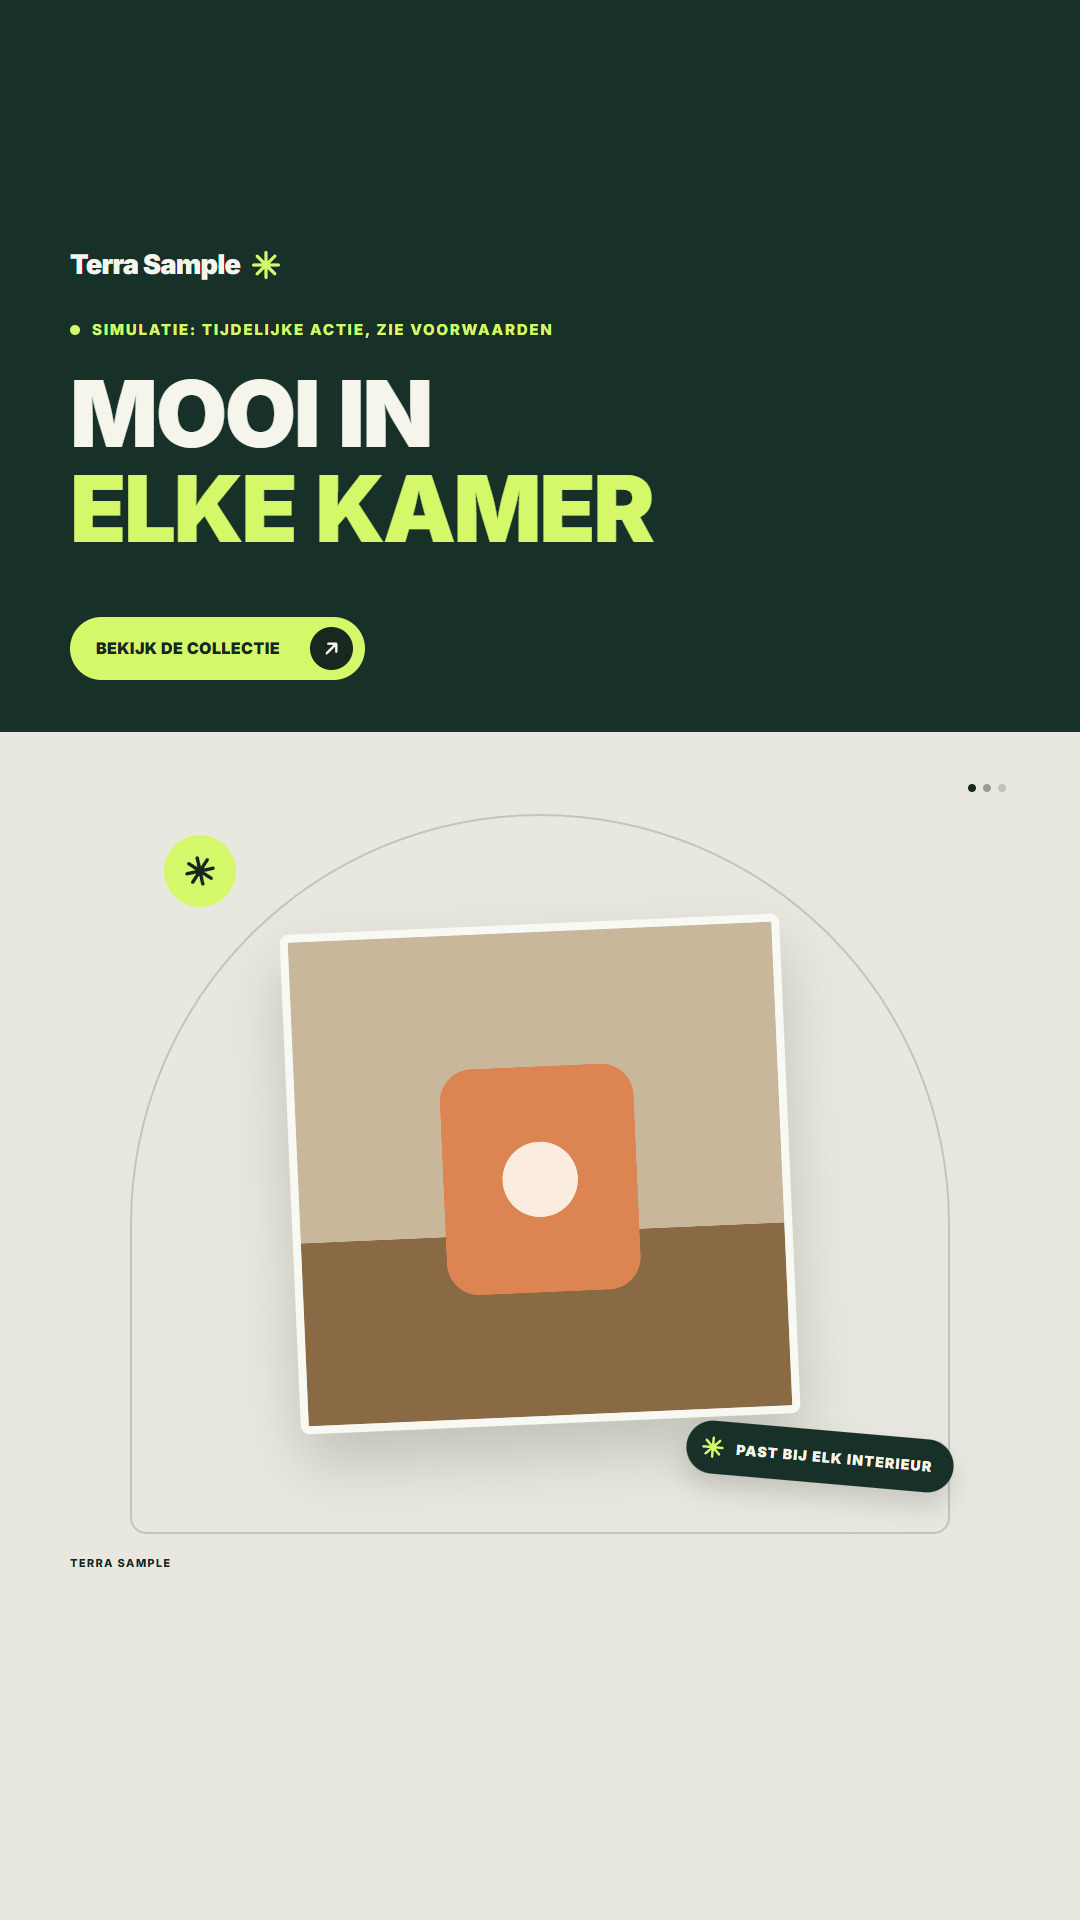 Terra Sample
SIMULATIE: TIJDELIJKE ACTIE, ZIE VOORWAARDEN
MOOI IN
ELKE KAMER
BEKIJK DE COLLECTIE
PAST BIJ ELK INTERIEUR
TERRA SAMPLE